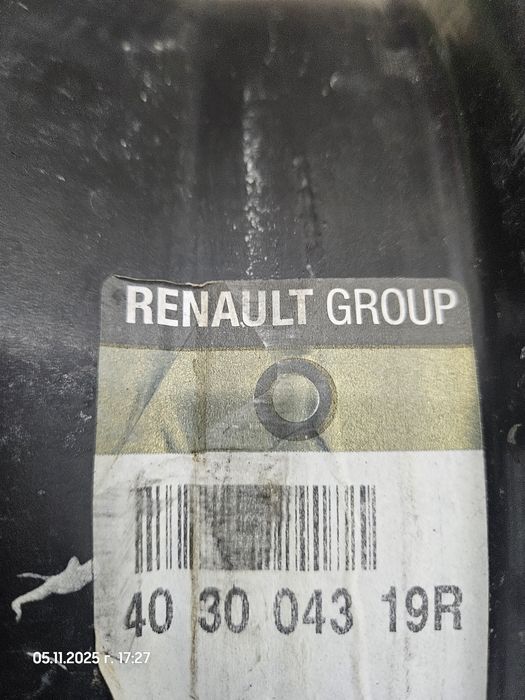 RENAULT GROUP
40 30 043 19R
05.11.2025 г. 17:27